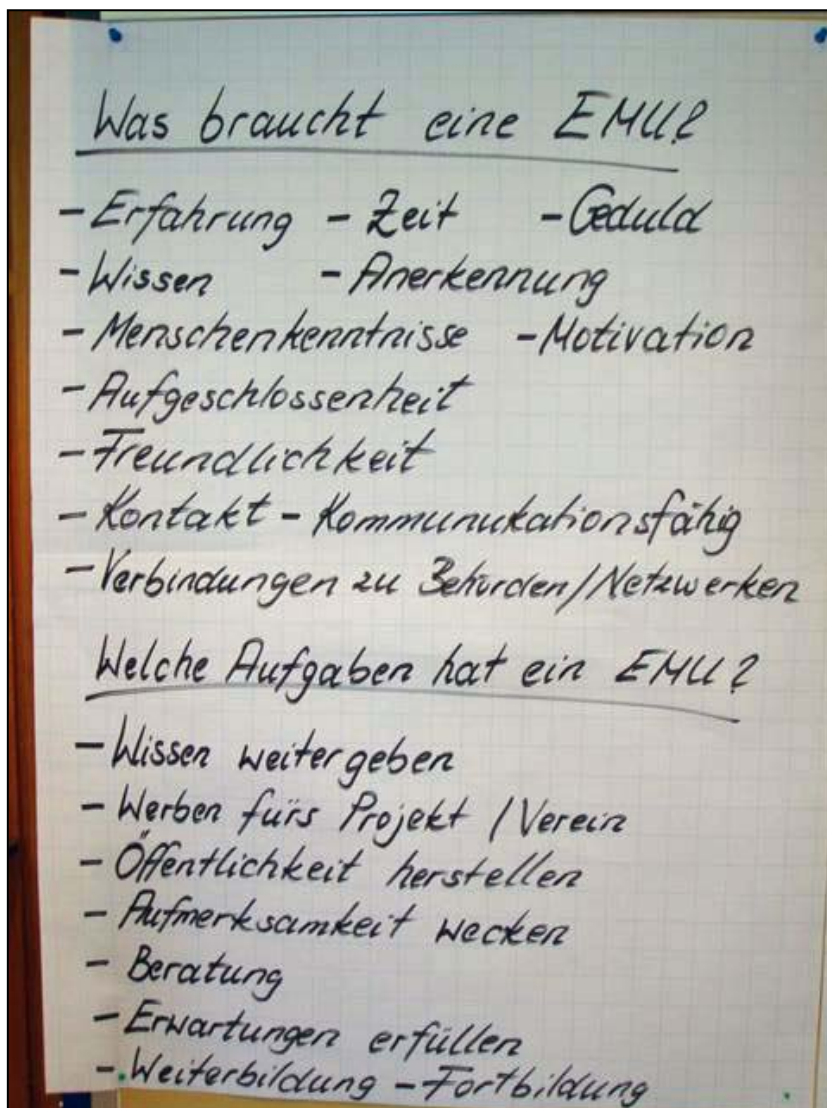 Was braucht eine EMU?
- Erfahrung - Zeit - Geduld
- Wissen - Anerkennung
- Menschenkenntnisse - Motivation
- Aufgeschlossenheit
- Freundlichkeit
- Kontakt - Kommunukationsfähig
- Verbindungen zu Behörden/Netzwerken
Welche Aufgaben hat ein EMU?
- Wissen weitergeben
- Werben fürs Projekt / Verein
- Öffentlichkeit herstellen
- Aufmerksamkeit wecken
- Beratung
- Erwartungen erfüllen
- Weiterbildung - Fortbildung